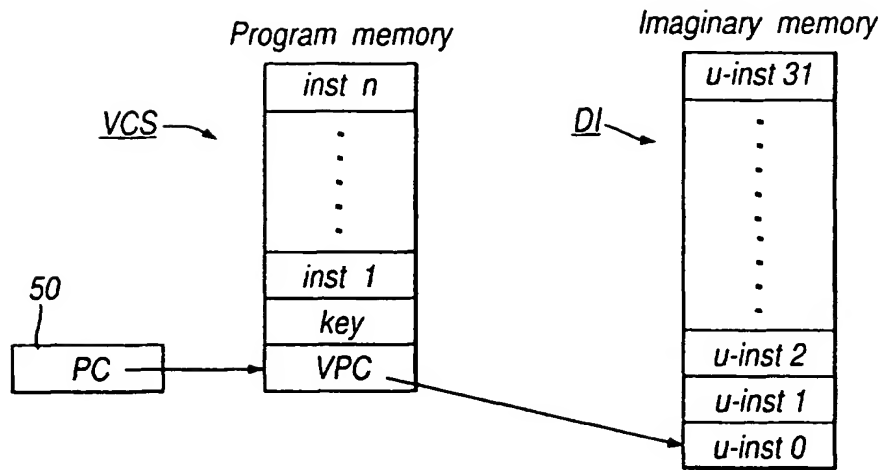 Program memory
Imaginary memory
inst n
u-inst 31
VCS
DI
inst 1
50
key
PC
VPC
u-inst 2
u-inst 1
u-inst 0